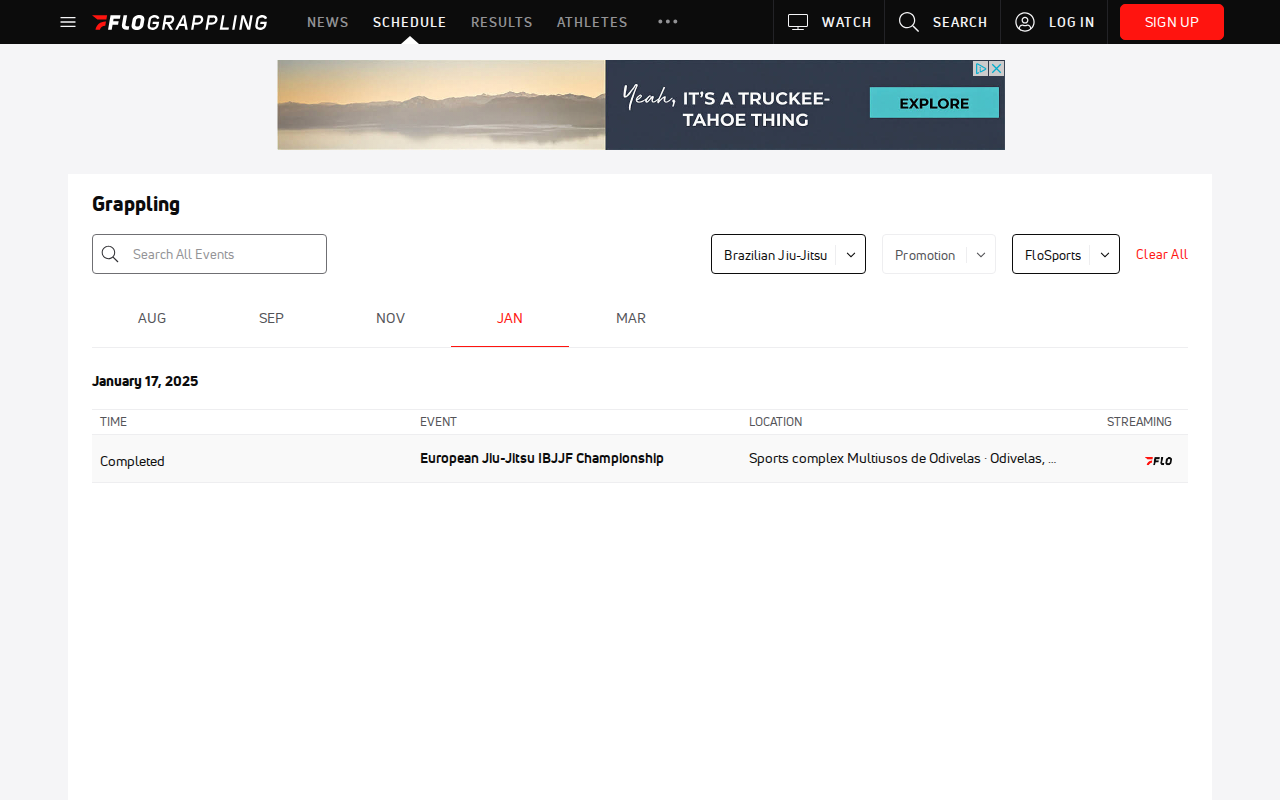 FLOGRAPPLING
NEWS SCHEDULE RESULTS ATHLETES
WATCH SEARCH LOG IN SIGN UP
Yeah, IT'S A TRUCKEE-
TAHOE THING
EXPLORE
Grappling
Search All Events Brazilian Jiu-Jitsu Promotion FloSports Clear All
AUG SEP NOV JAN MAR
January 17, 2025
TIME EVENT LOCATION STREAMING
Completed European Jiu-Jitsu IBJJF Championship Sports complex Multiusos de Odivelas · Odivelas, ... FLO